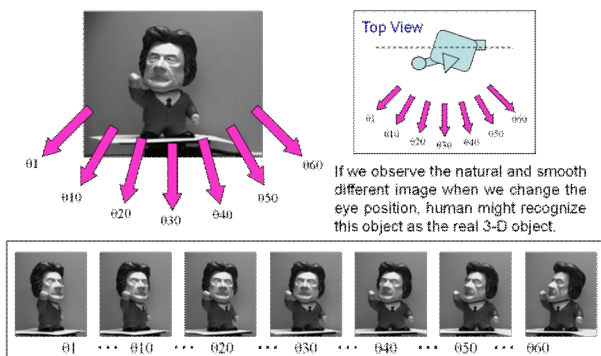 Top View
θ1
θ10
θ20
θ30
θ40
θ50
θ60
θ1
θ10
θ20
θ30
θ40
θ50
θ60
If we observe the natural and smooth
different image when we change the
eye position, human might recognize
this object as the real 3-D object.
θ1 ··· θ10 ... θ20 ... θ30 ... θ40 ... θ50 ... θ60